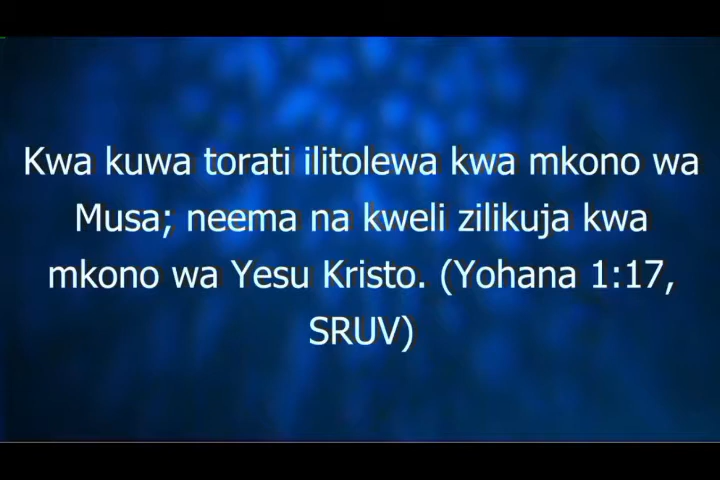 Kwa kuwa torati ilitolewa kwa mkono wa
Musa; neema na kweli zilikuja kwa
mkono wa Yesu Kristo. (Yohana 1:17,
SRUV)